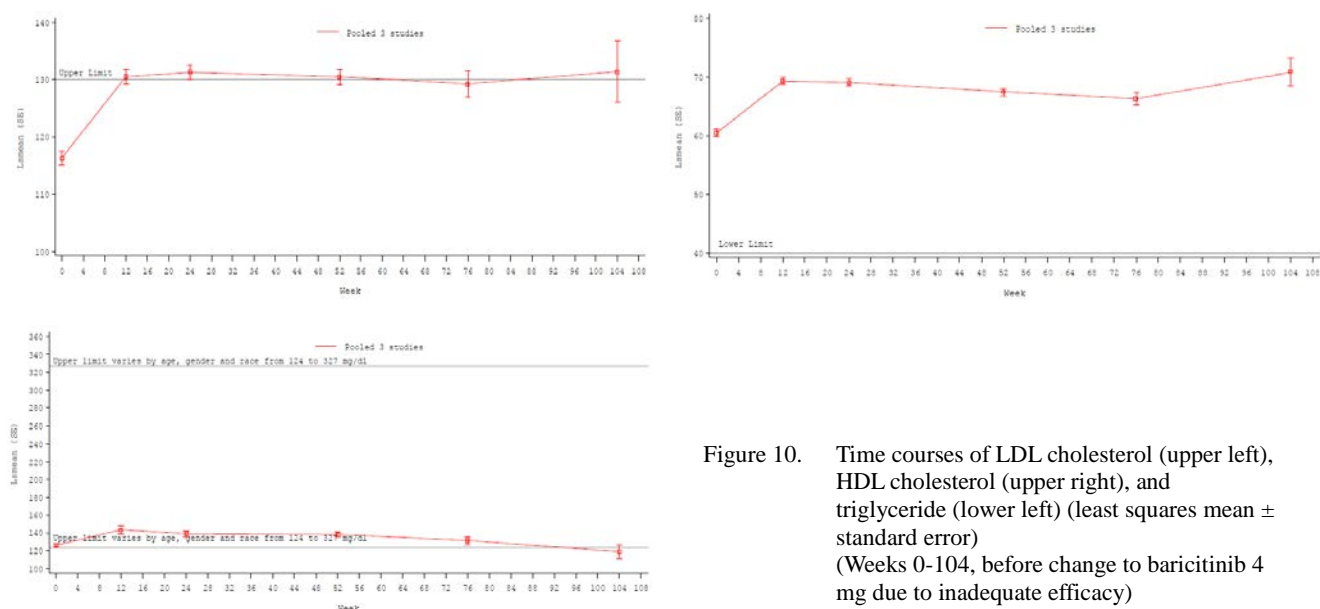 140
130
120
110
100
Lsmean (SE)
Pooled 3 studies
Upper Limit
0 4 8 12 16 20 24 28 32 36 40 44 48 52 56 60 64 68 72 76 80 84 88 92 96 100 104 108
Week
80
70
60
50
40
Lsmean (SE)
Pooled 3 studies
Lower Limit
0 4 8 12 16 20 24 28 32 36 40 44 48 52 56 60 64 68 72 76 80 84 88 92 96 100 104 108
Week
360
340
320
300
280
260
240
220
200
180
160
140
120
100
Lsmean (SE)
Pooled 3 studies
Upper limit varies by age, gender and race from 124 to 327 mg/dl
Upper limit varies by age, gender and race from 124 to 327 mg/dl
0 4 8 12 16 20 24 28 32 36 40 44 48 52 56 60 64 68 72 76 80 84 88 92 96 100 104 108
Week
Figure 10. Time courses of LDL cholesterol (upper left),
HDL cholesterol (upper right), and
triglyceride (lower left) (least squares mean ±
standard error)
(Weeks 0-104, before change to baricitinib 4
mg due to inadequate efficacy)